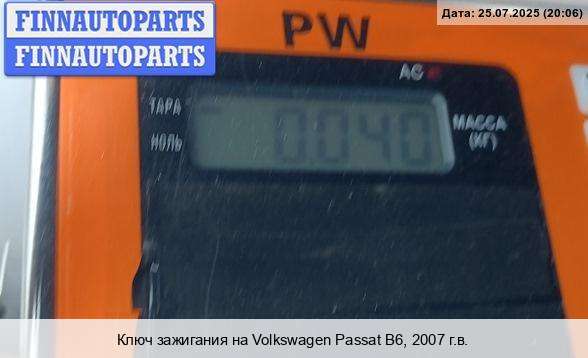 FINNAUTOPARTS
FINNAUTOPARTS
Дата: 25.07.2025 (20:06)
PW
AC
ТАРА
НОЛЬ
0.040
МАССА
(КГ)
Ключ зажигания на Volkswagen Passat B6, 2007 г.в.